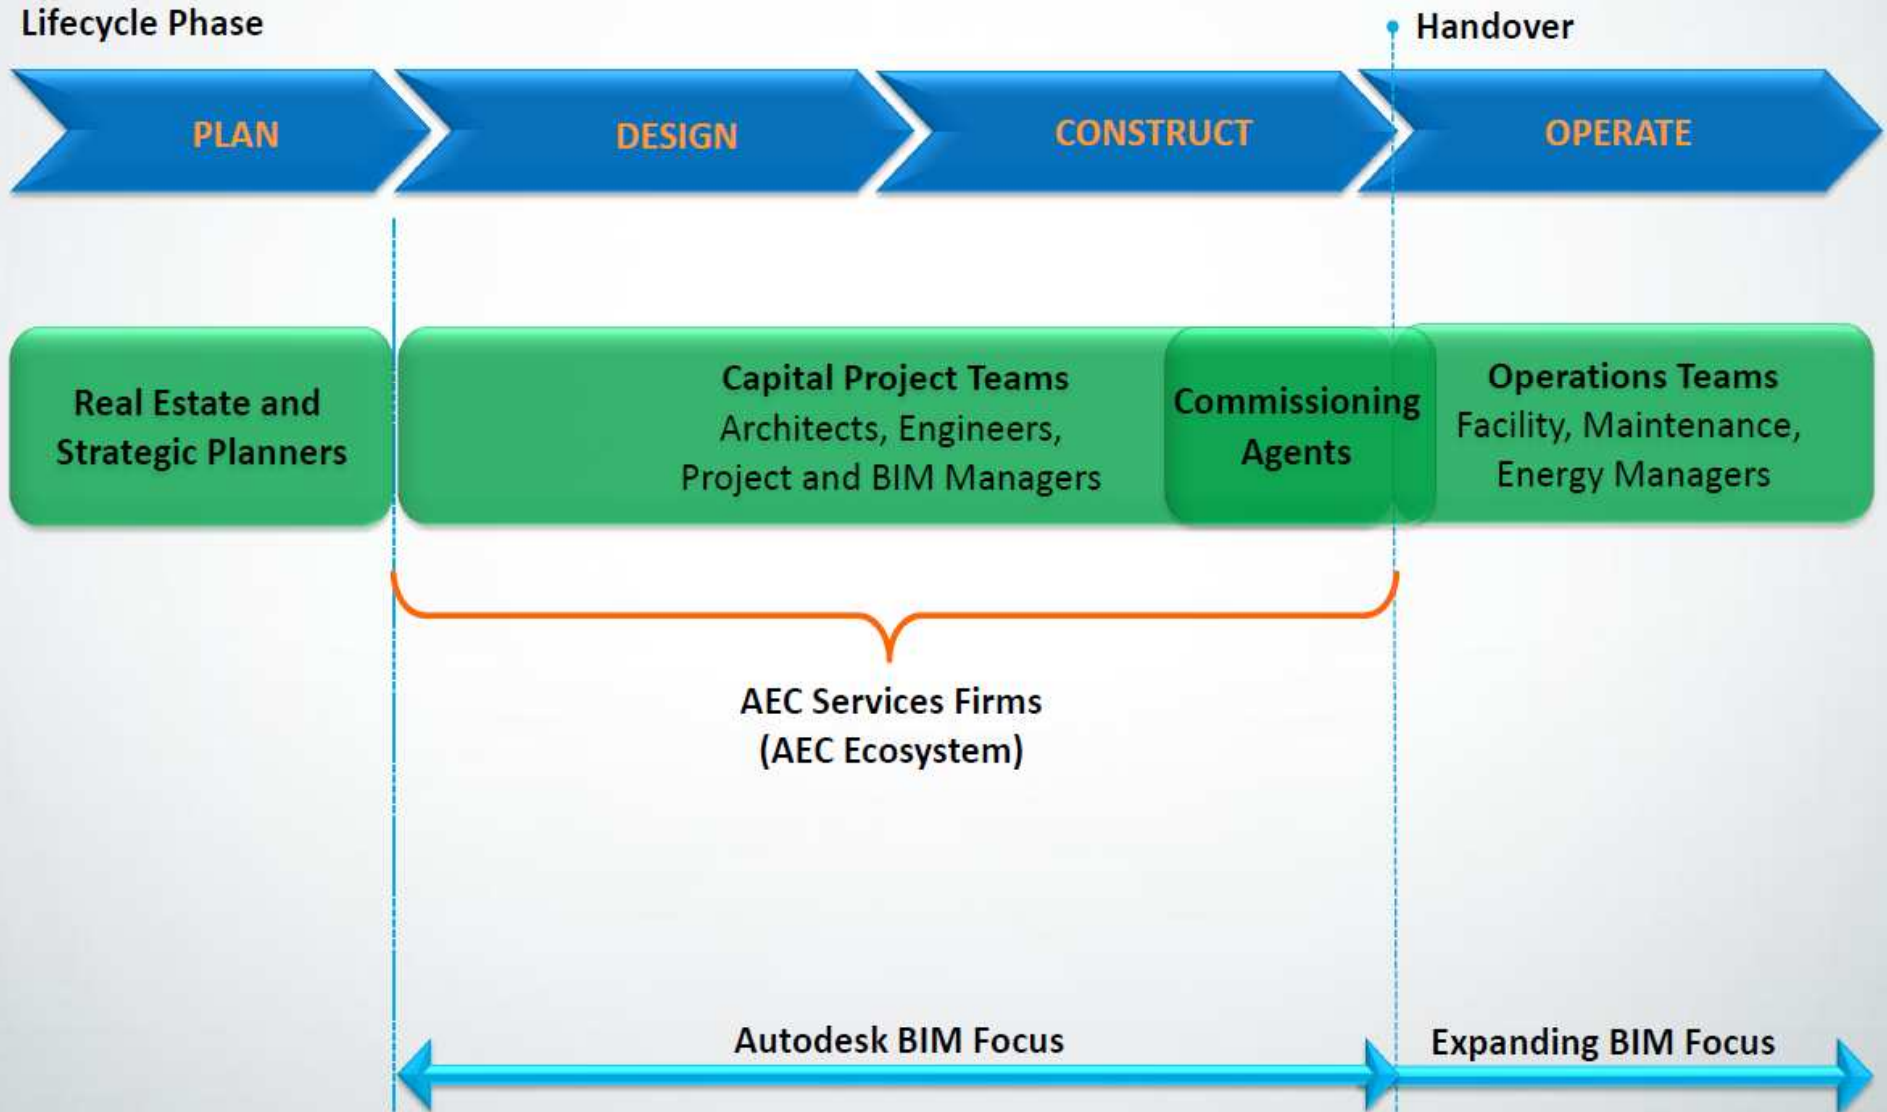 Lifecycle Phase
Handover
PLAN
DESIGN
CONSTRUCT
OPERATE
Real Estate and
Strategic Planners
Capital Project Teams
Architects, Engineers,
Project and BIM Managers
Commissioning
Agents
Operations Teams
Facility, Maintenance,
Energy Managers
AEC Services Firms
(AEC Ecosystem)
Autodesk BIM Focus
Expanding BIM Focus